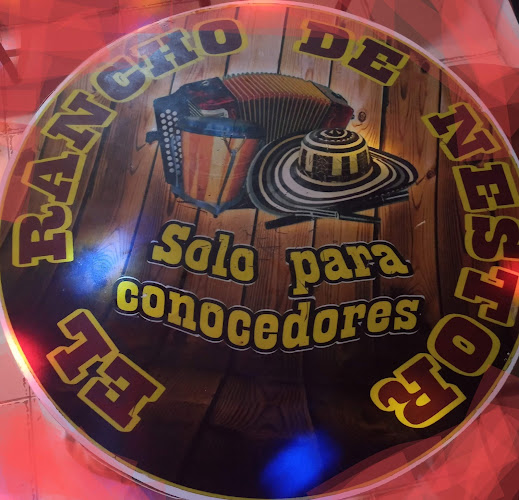 EL RANCHO DE NESTOR
Solo para
conocedores